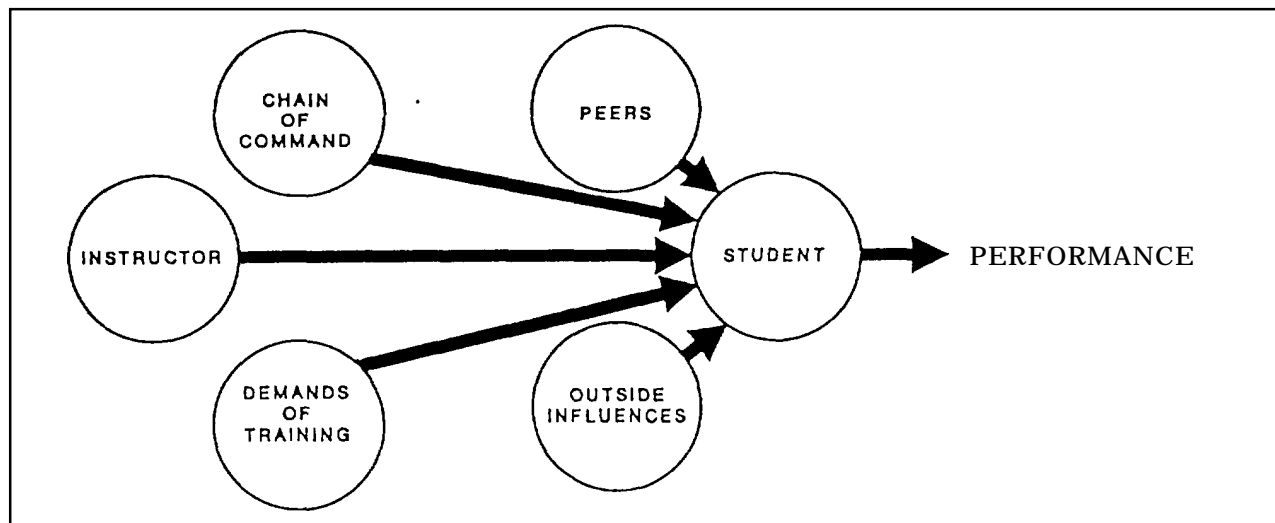 CHAIN
OF
COMMAND
PEERS
INSTRUCTOR
STUDENT
PERFORMANCE
DEMANDS
OF
TRAINING
OUTSIDE
INFLUENCES